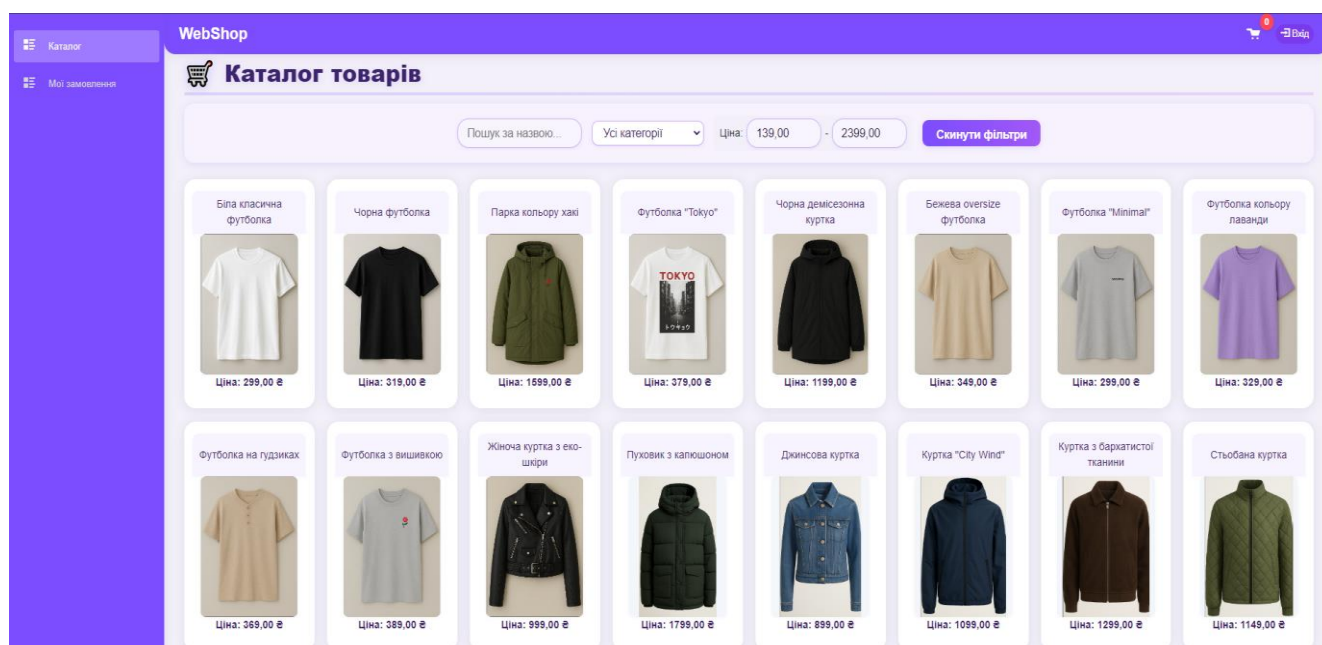 WebShop
0
Вхід
Каталог
Мої замовлення
Каталог товарів
Пошук за назвою...
Усі категорії
Ціна:
139,00
-
2399,00
Скинути фільтри
Біла класична
футболка
Чорна футболка
Парка кольору хакі
Футболка "Tokyo"
Чорна демісезонна
куртка
Бежева oversize
футболка
Футболка "Minimal"
Футболка кольору
лаванди
TOKYO
Ціна: 299,00 ₴
Ціна: 319,00 ₴
Ціна: 1599,00 ₴
Ціна: 379,00 ₴
Ціна: 1199,00 ₴
Ціна: 349,00 ₴
Ціна: 299,00 ₴
Ціна: 329,00 ₴
Футболка на гудзиках
Футболка з вишивкою
Жіноча куртка з еко-
шкіри
Пуховик з капюшоном
Джинсова куртка
Куртка "City Wind"
Куртка з бархатистої
тканини
Стьобана куртка
Ціна: 369,00 ₴
Ціна: 389,00 ₴
Ціна: 999,00 ₴
Ціна: 1799,00 ₴
Ціна: 899,00 ₴
Ціна: 1099,00 ₴
Ціна: 1299,00 ₴
Ціна: 1149,00 ₴